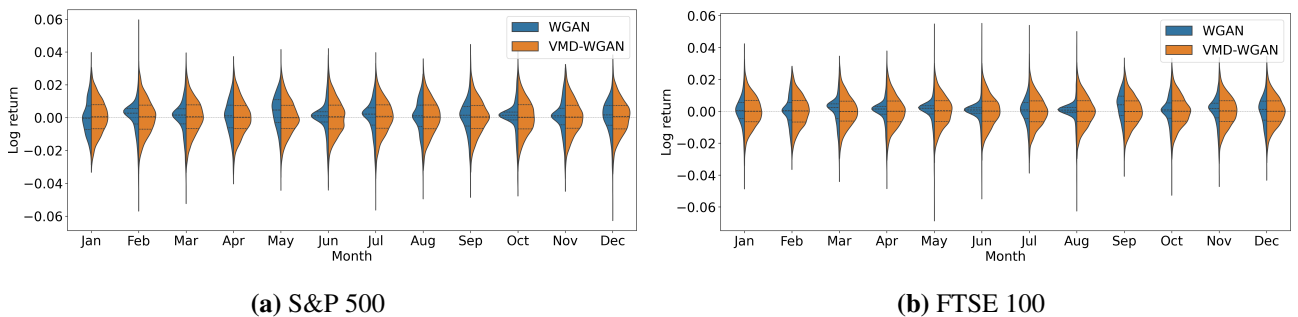 0.06
0.04
0.02
0.00
−0.02
−0.04
−0.06
Log return
WGAN
VMD-WGAN
Jan Feb Mar Apr May Jun Jul Aug Sep Oct Nov Dec
Month
(a) S&P 500
0.06
0.04
0.02
0.00
−0.02
−0.04
−0.06
Log return
WGAN
VMD-WGAN
Jan Feb Mar Apr May Jun Jul Aug Sep Oct Nov Dec
Month
(b) FTSE 100